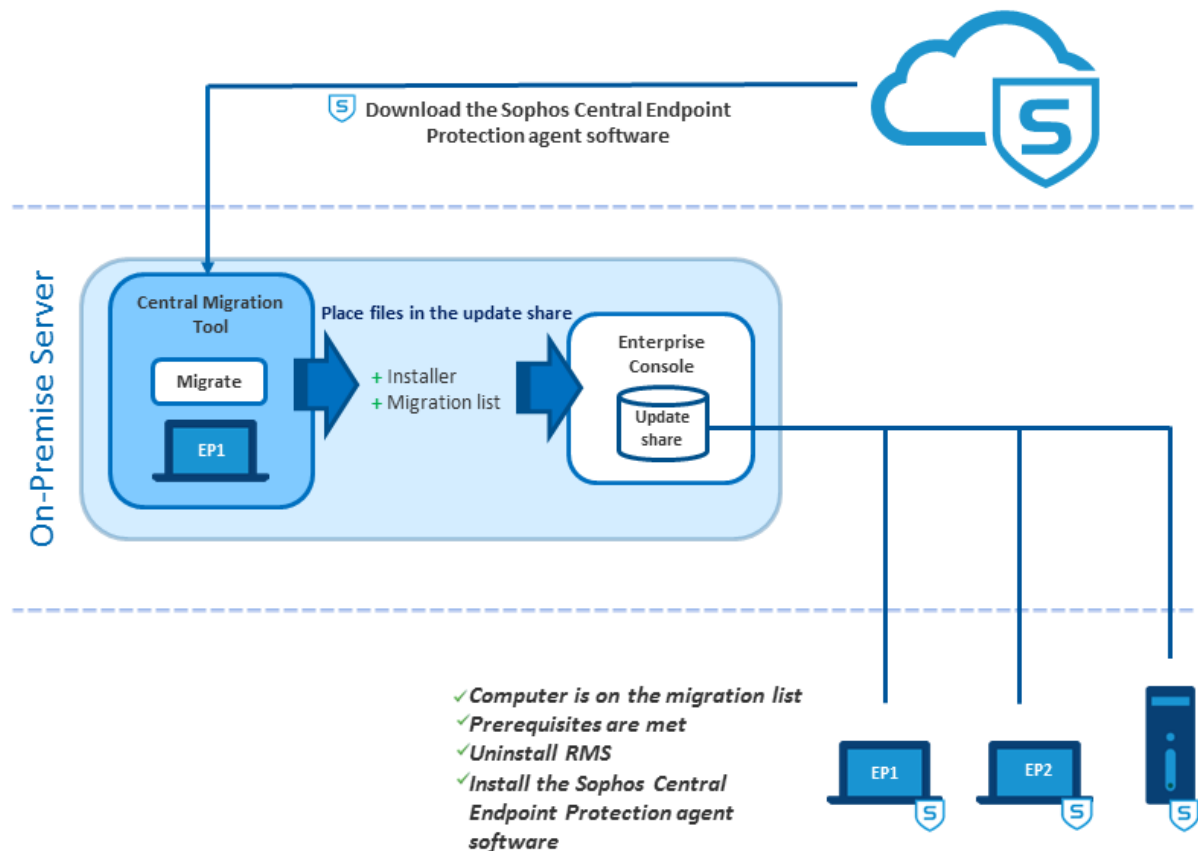 S
S Download the Sophos Central Endpoint
Protection agent software
On-Premise Server
Central Migration
Tool
Migrate
EP1
Place files in the update share
+ Installer
+ Migration list
Enterprise
Console
Update
share
✓Computer is on the migration list
✓Prerequisites are met
✓Uninstall RMS
✓Install the Sophos Central
Endpoint Protection agent
software
EP1
S
EP2
S
S